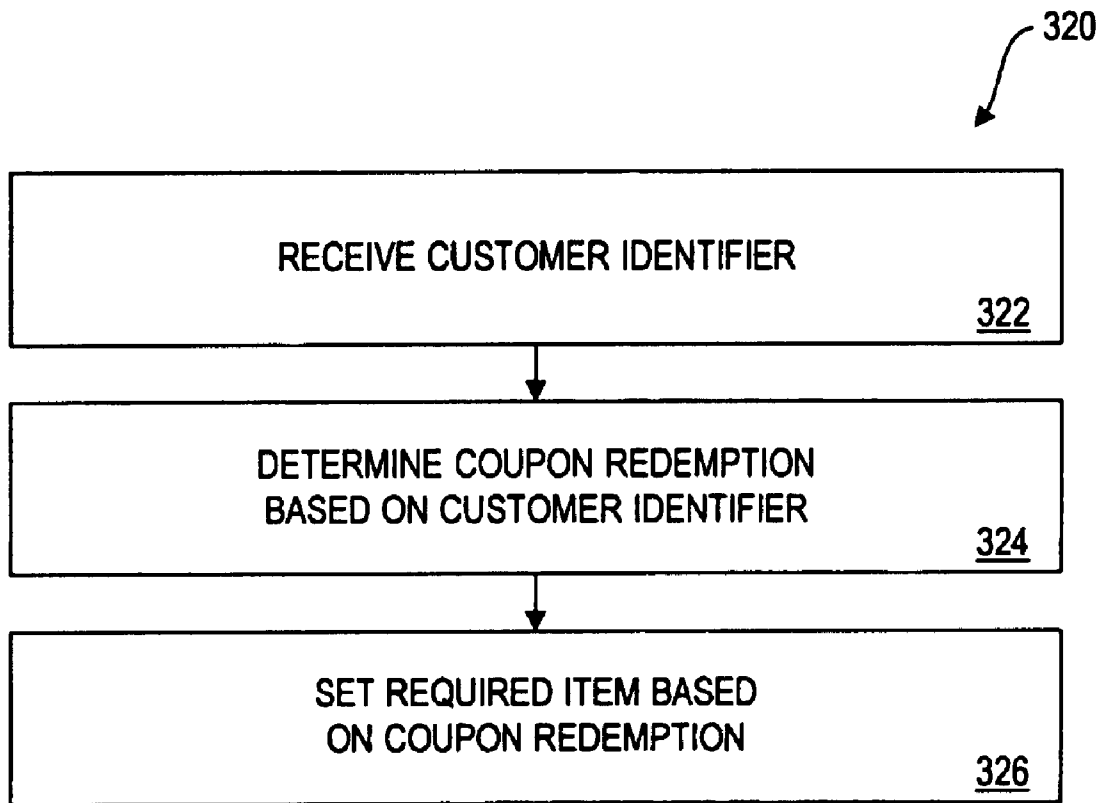 320
RECEIVE CUSTOMER IDENTIFIER
322
DETERMINE COUPON REDEMPTION
BASED ON CUSTOMER IDENTIFIER
324
SET REQUIRED ITEM BASED
ON COUPON REDEMPTION
326